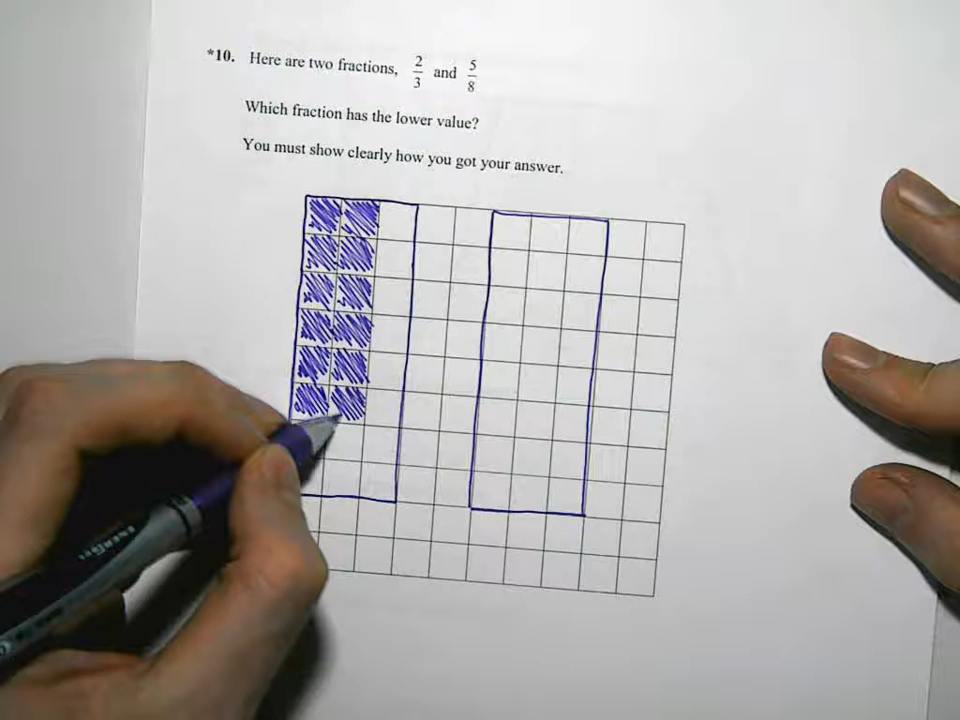 *10. Here are two fractions, 2/3 and 5/8
Which fraction has the lower value?
You must show clearly how you got your answer.